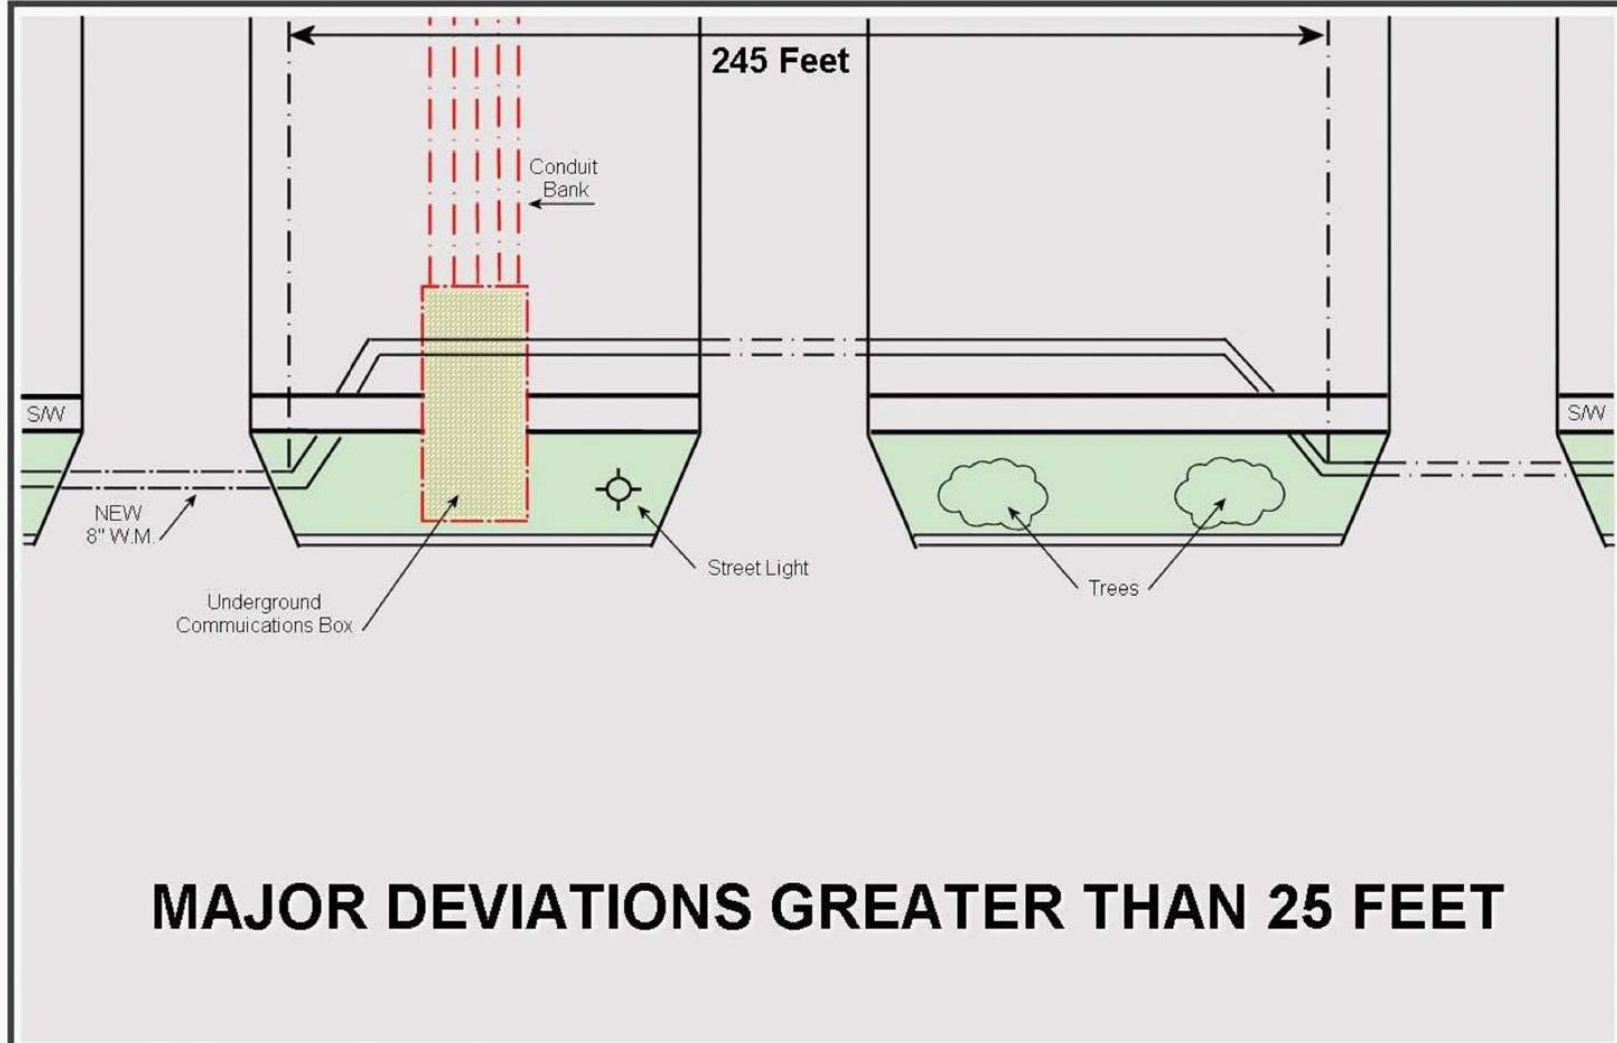 245 Feet
Conduit
Bank
S/W
S/W
NEW
8" W.M.
Street Light
Trees
Underground
Commuications Box
MAJOR DEVIATIONS GREATER THAN 25 FEET